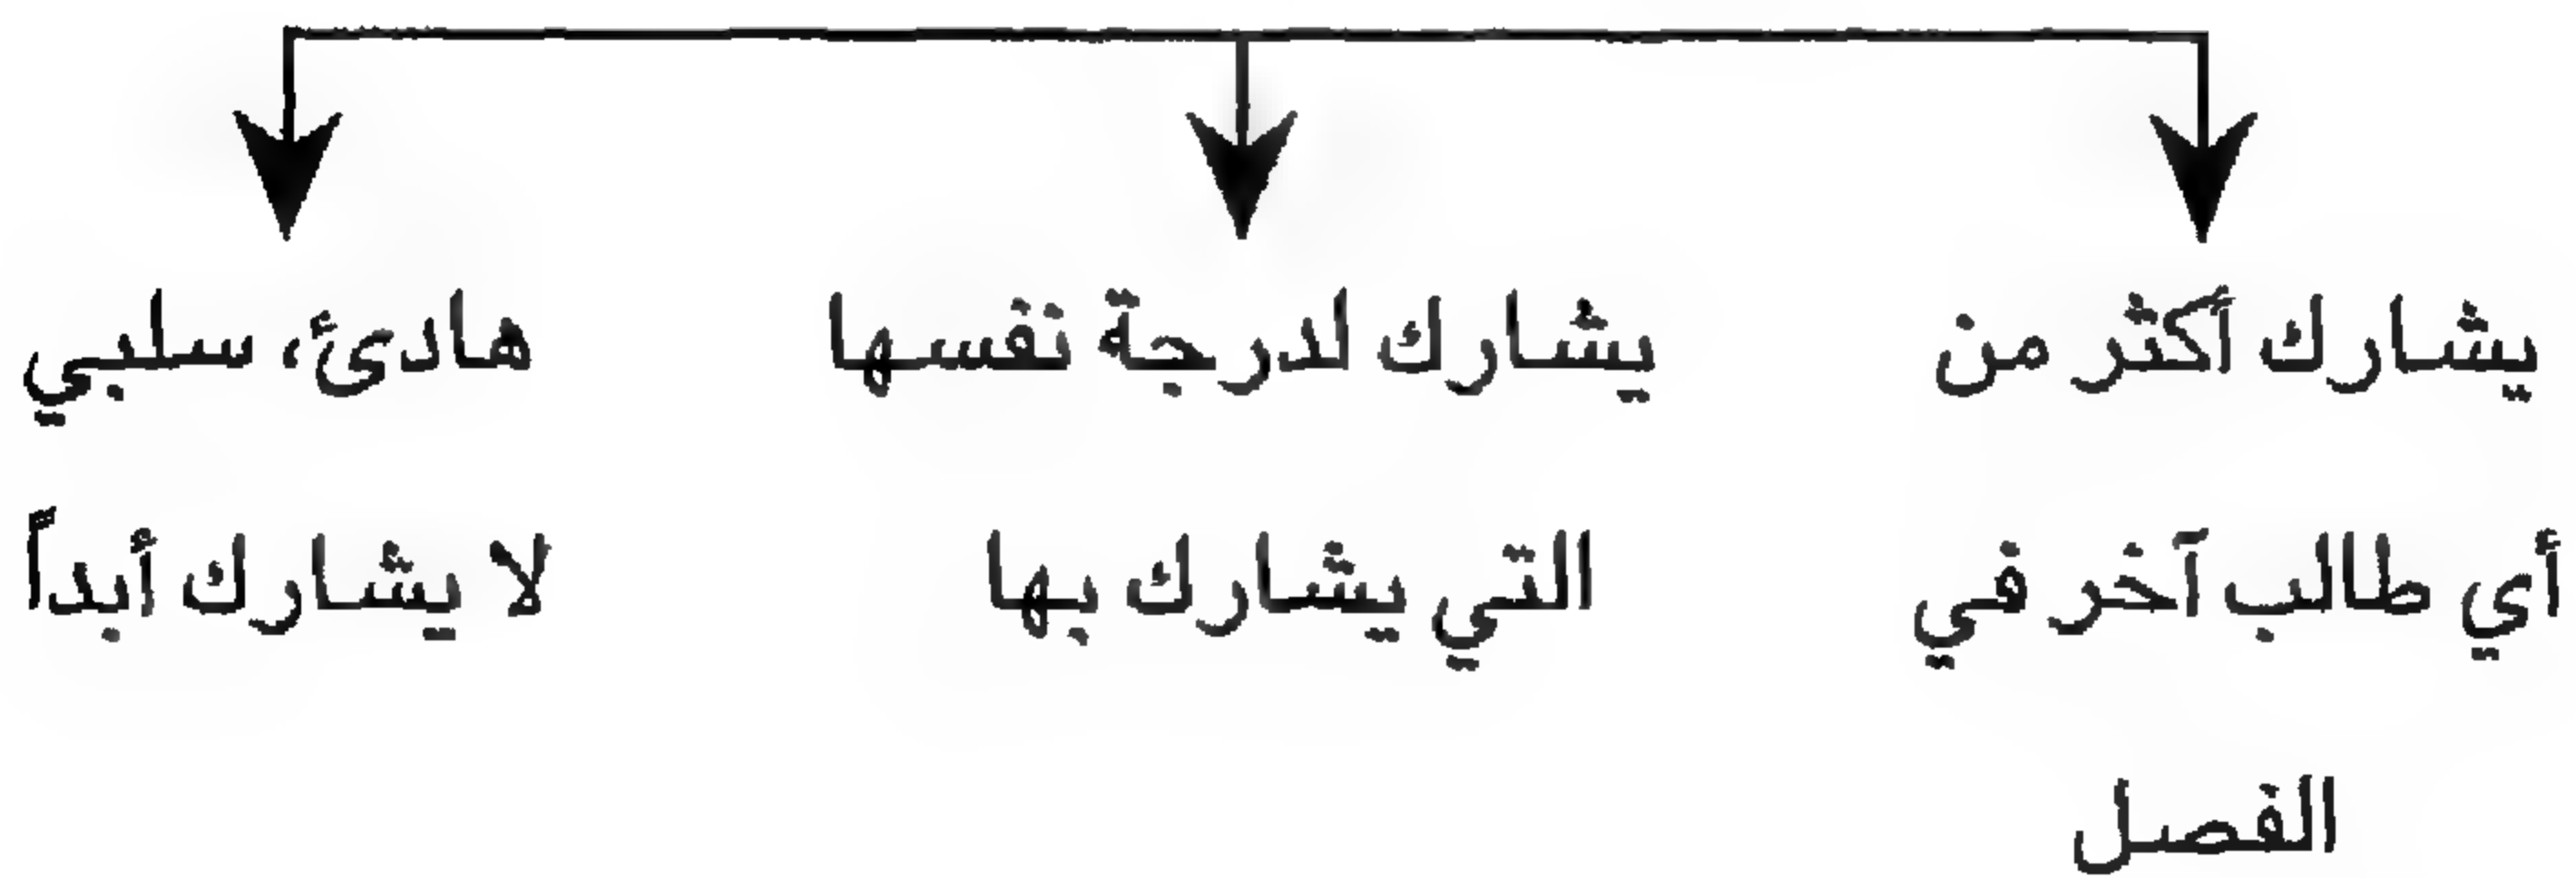 يشارك أكثر من
أي طالب آخر في
الفصل
يشارك لدرجة نفسها
التي يشارك بها
هادئ، سلبي
لا يشارك أبداً